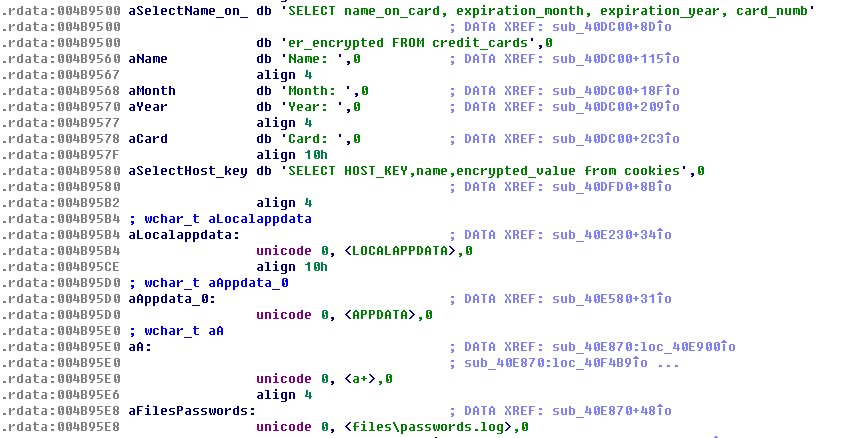 .rdata:004B9500 aSelectName_on_ db 'SELECT name_on_card, expiration_month, expiration_year, card_numb'
.rdata:004B9500 ; DATA XREF: sub_40DC00+8D↑o
.rdata:004B9500 db 'er_encrypted FROM credit_cards',0
.rdata:004B9560 aName db 'Name: ',0 ; DATA XREF: sub_40DC00+115↑o
.rdata:004B9567 align 4
.rdata:004B9568 aMonth db 'Month: ',0 ; DATA XREF: sub_40DC00+18F↑o
.rdata:004B9570 aYear db 'Year: ',0 ; DATA XREF: sub_40DC00+209↑o
.rdata:004B9577 align 4
.rdata:004B9578 aCard db 'Card: ',0 ; DATA XREF: sub_40DC00+2C3↑o
.rdata:004B957F align 10h
.rdata:004B9580 aSelectHost_key db 'SELECT HOST_KEY,name,encrypted_value from cookies',0
.rdata:004B9580 ; DATA XREF: sub_40DFD0+8B↑o
.rdata:004B95B2 align 4
.rdata:004B95B4 ; wchar_t aLocalappdata
.rdata:004B95B4 aLocalappdata: ; DATA XREF: sub_40E230+34↑o
.rdata:004B95B4 unicode 0, <LOCALAPPDATA>,0
.rdata:004B95CE align 10h
.rdata:004B95D0 ; wchar_t aAppdata_0
.rdata:004B95D0 aAppdata_0: ; DATA XREF: sub_40E580+31↑o
.rdata:004B95D0 unicode 0, <APPDATA>,0
.rdata:004B95E0 ; wchar_t aA
.rdata:004B95E0 aA: ; DATA XREF: sub_40E870:loc_40E900↑o
.rdata:004B95E0 ; sub_40E870:loc_40F4B9↑o ...
.rdata:004B95E0 unicode 0, <a+>,0
.rdata:004B95E6 align 4
.rdata:004B95E8 aFilesPasswords: ; DATA XREF: sub_40E870+48↑o
.rdata:004B95E8 unicode 0, <files\passwords.log>,0